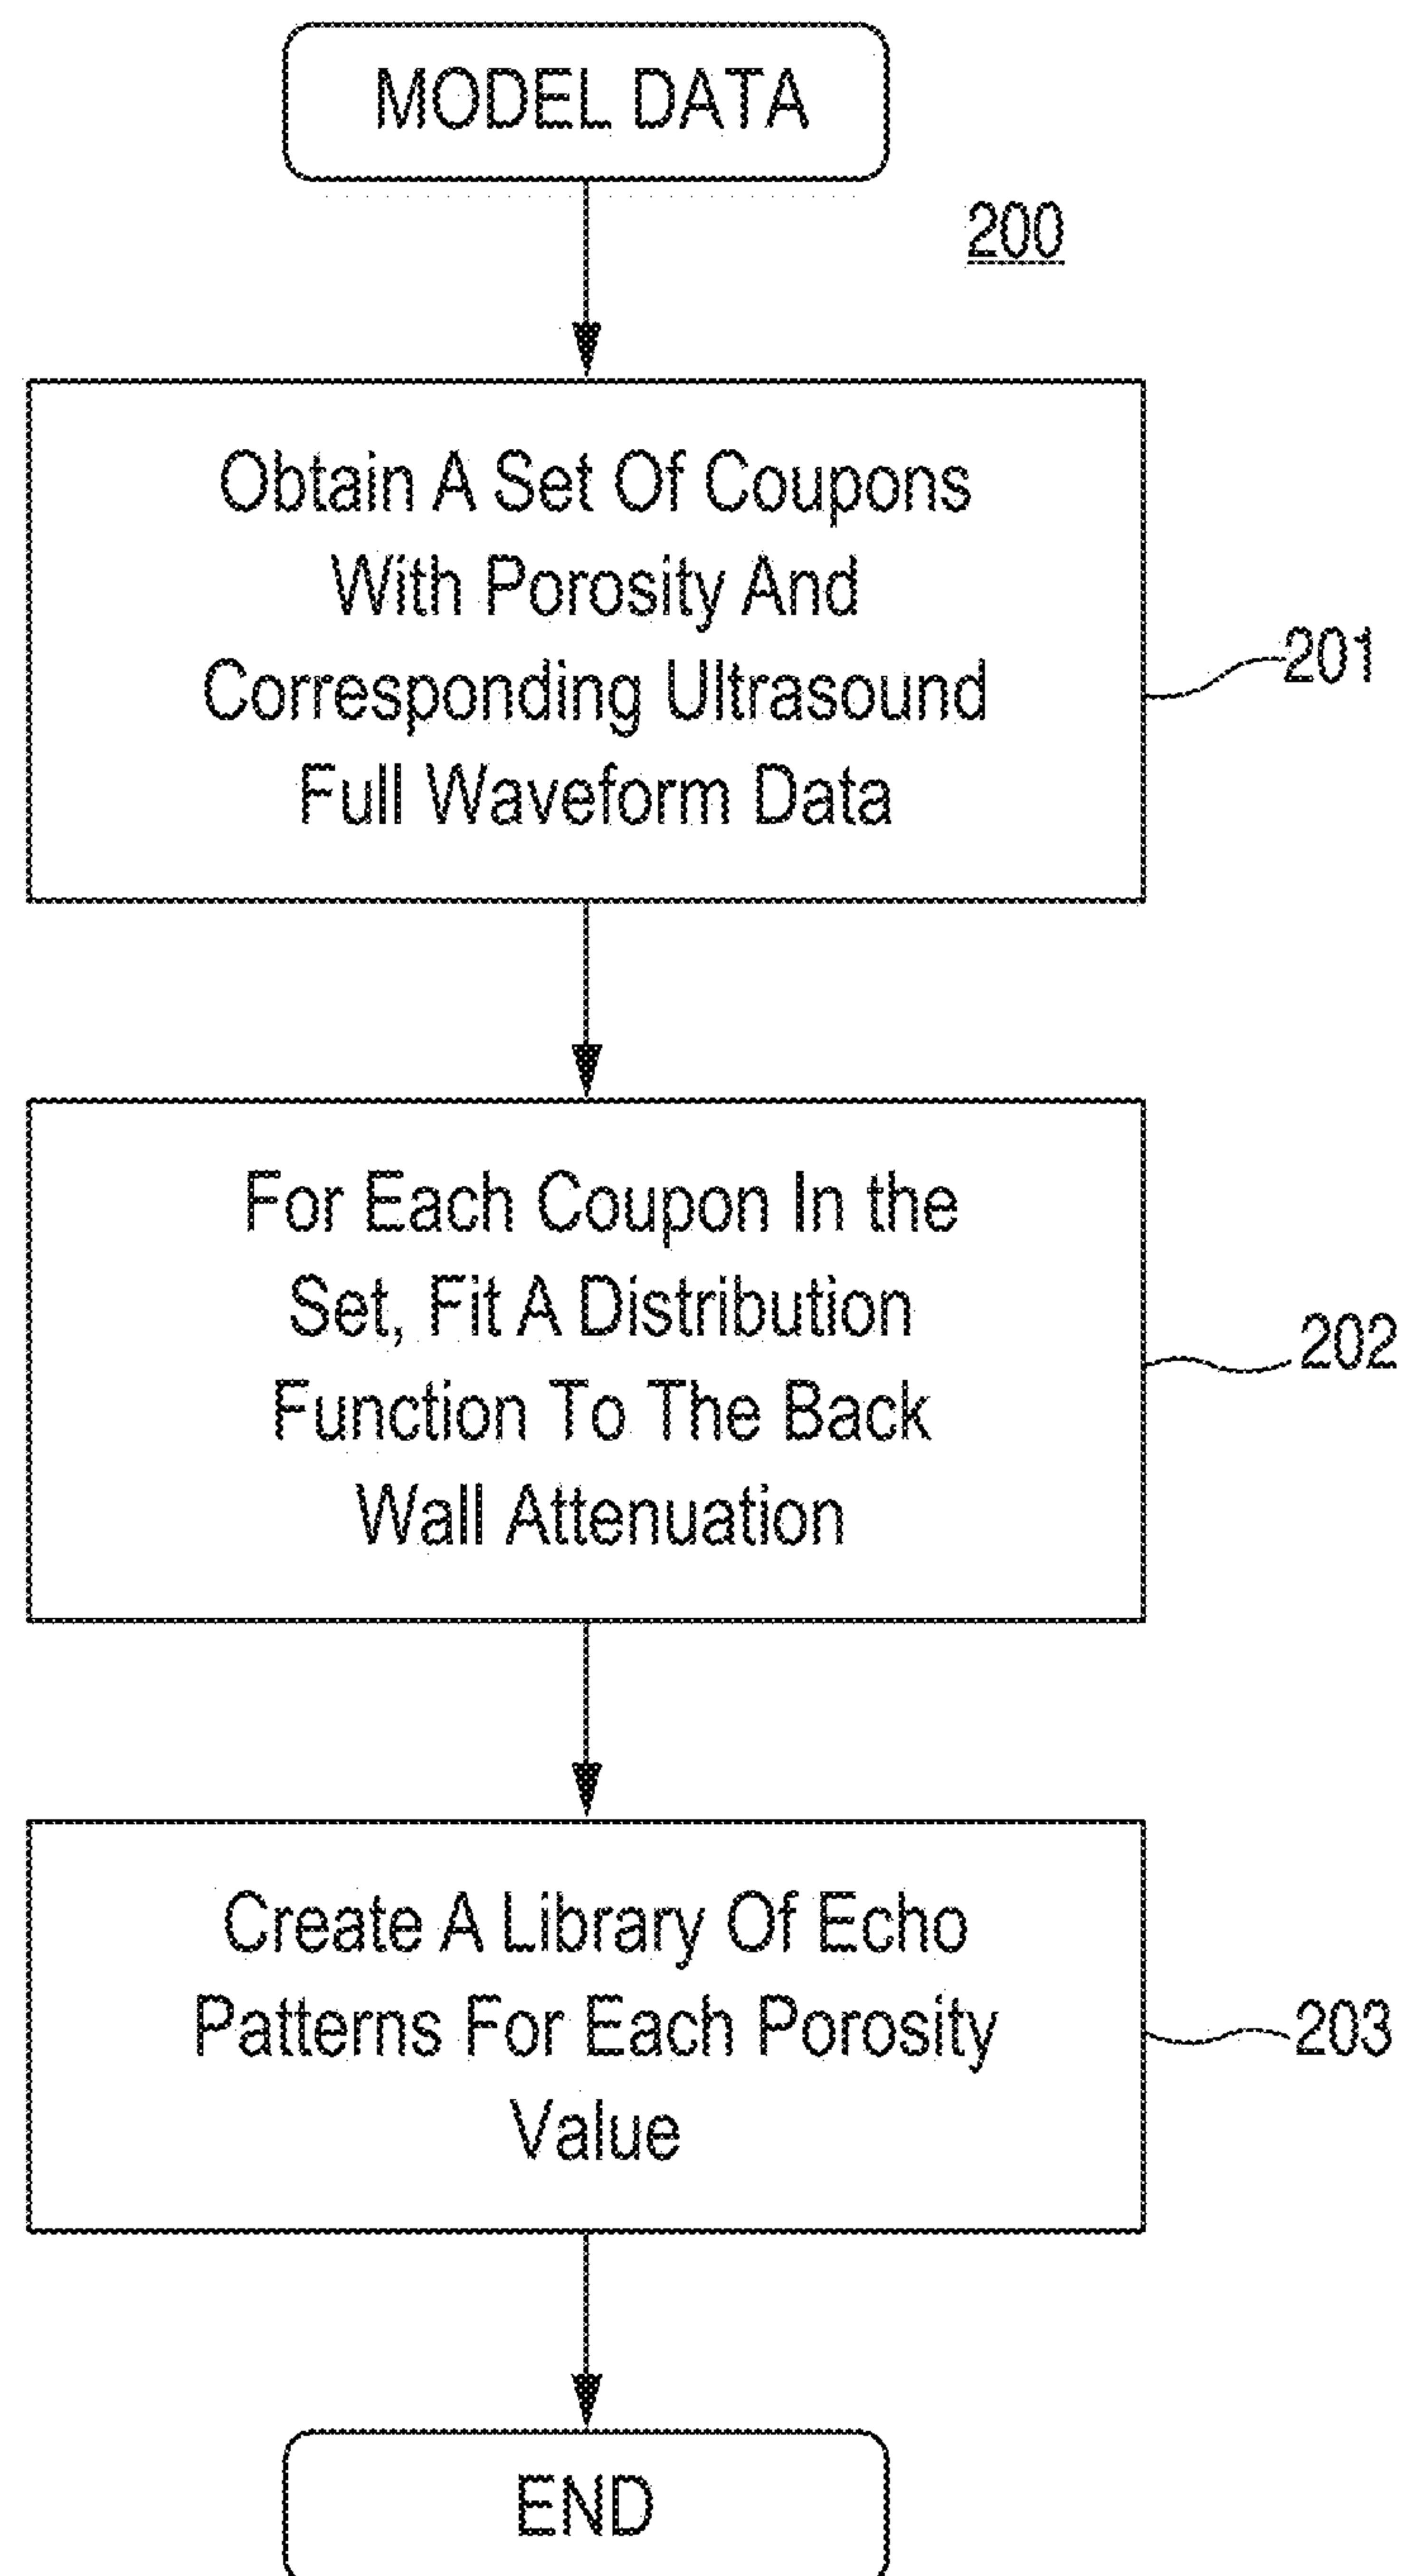 MODEL DATA
200
Obtain A Set Of Coupons
With Porosity And
Corresponding Ultrasound
Full Waveform Data
201
For Each Coupon In the
Set, Fit A Distribution
Function To The Back
Wall Attenuation
202
Create A Library Of Echo
Patterns For Each Porosity
Value
203
END